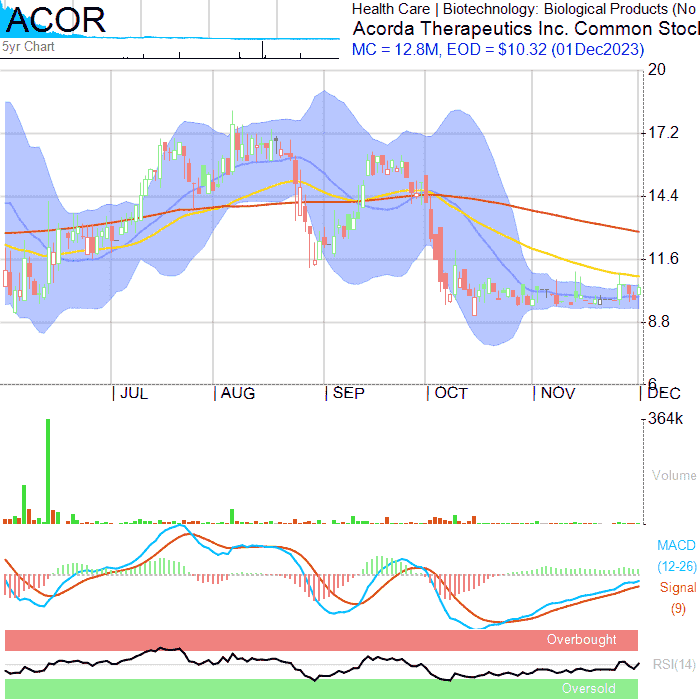 ACOR
5yr Chart
Health Care | Biotechnology: Biological Products (No
Acorda Therapeutics Inc. Common Stoc
MC = 12.8M, EOD = $10.32 (01Dec2023)
20
17.2
14.4
11.6
8.8
6
JUL AUG SEP OCT NOV DEC
364k
Volume
MACD
(12-26)
Signal
(9)
Overbought
RSI(14)
Oversold